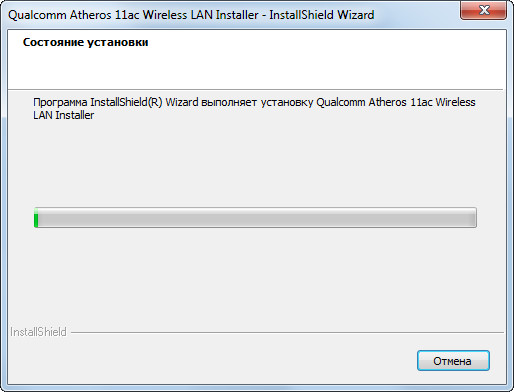 Qualcomm Atheros 11ac Wireless LAN Installer - InstallShield Wizard
Состояние установки
Программа InstallShield(R) Wizard выполняет установку Qualcomm Atheros 11ac Wireless
LAN Installer
InstallShield
Отмена